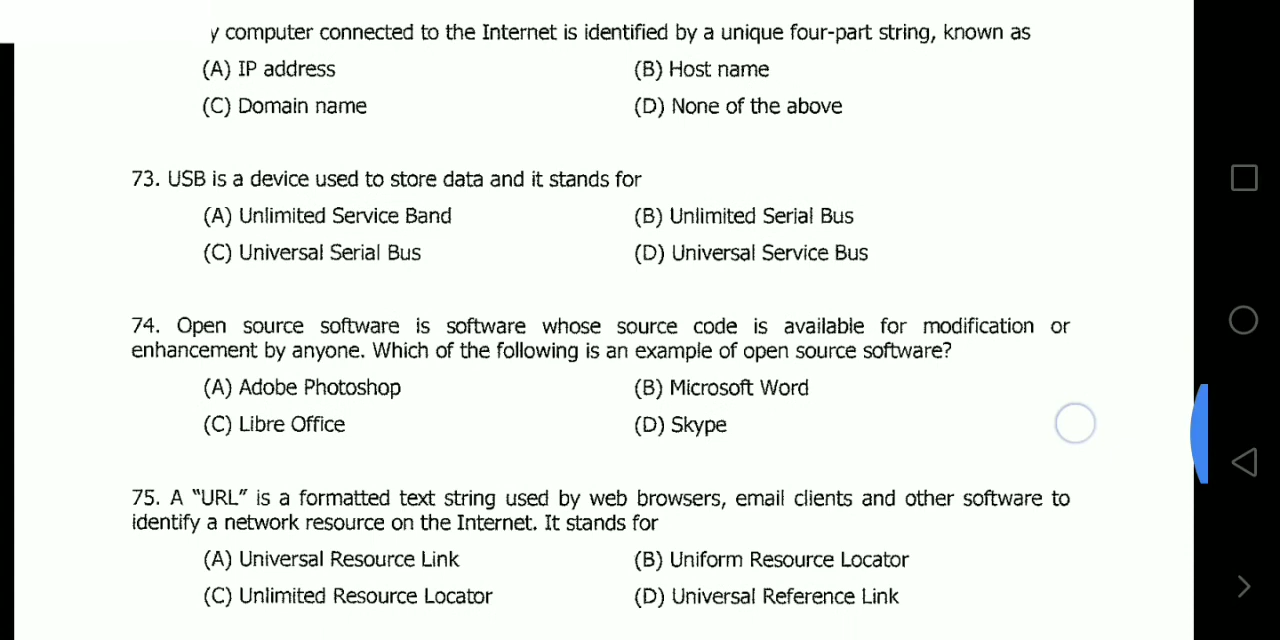 y computer connected to the Internet is identified by a unique four-part string, known as
(A) IP address (B) Host name
(C) Domain name (D) None of the above
73. USB is a device used to store data and it stands for
(A) Unlimited Service Band (B) Unlimited Serial Bus
(C) Universal Serial Bus (D) Universal Service Bus
74. Open source software is software whose source code is available for modification or
enhancement by anyone. Which of the following is an example of open source software?
(A) Adobe Photoshop (B) Microsoft Word
(C) Libre Office (D) Skype
75. A “URL” is a formatted text string used by web browsers, email clients and other software to
identify a network resource on the Internet. It stands for
(A) Universal Resource Link (B) Uniform Resource Locator
(C) Unlimited Resource Locator (D) Universal Reference Link